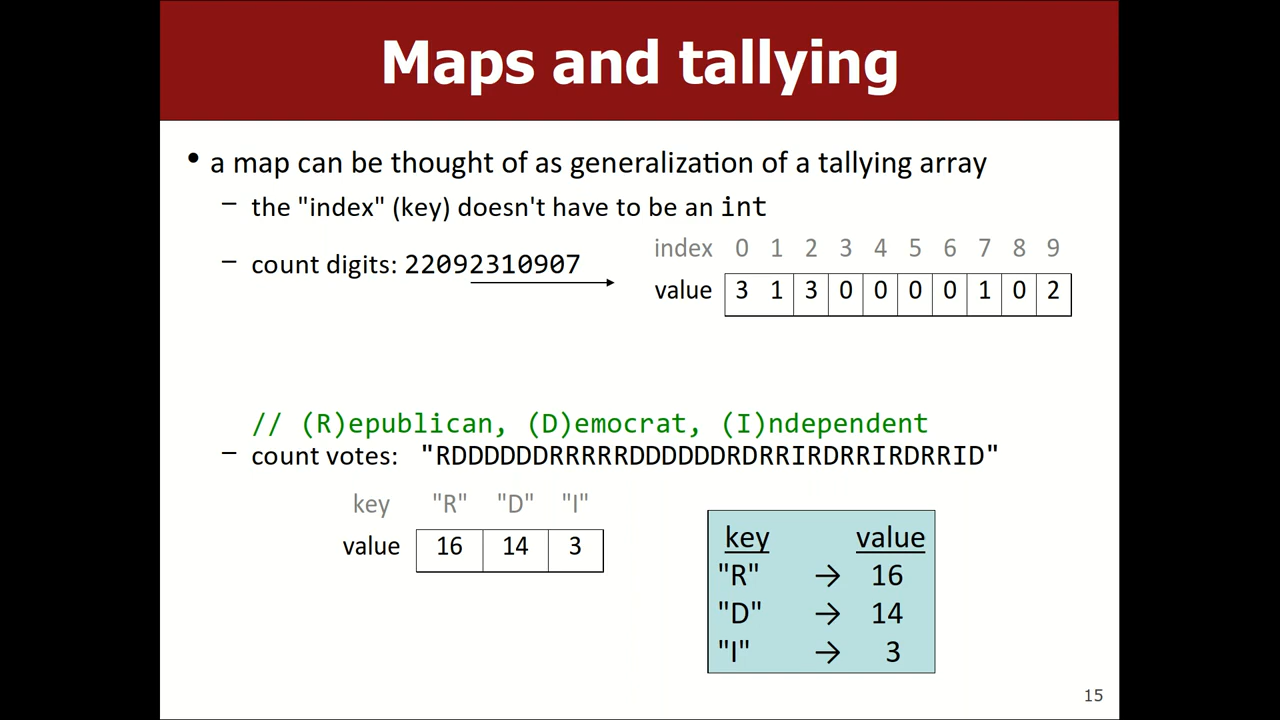 Maps and tallying
• a map can be thought of as generalization of a tallying array
– the "index" (key) doesn't have to be an int
– count digits: 22092310907
index 0 1 2 3 4 5 6 7 8 9
value 3 1 3 0 0 0 0 1 0 2
// (R)epublican, (D)emocrat, (I)ndependent
– count votes: "RDDDDDDRRRRRDDDDDDRDRRIRDRRIRDRRID"
key "R" "D" "I"
value 16 14 3
key value
"R" → 16
"D" → 14
"I" → 3
15